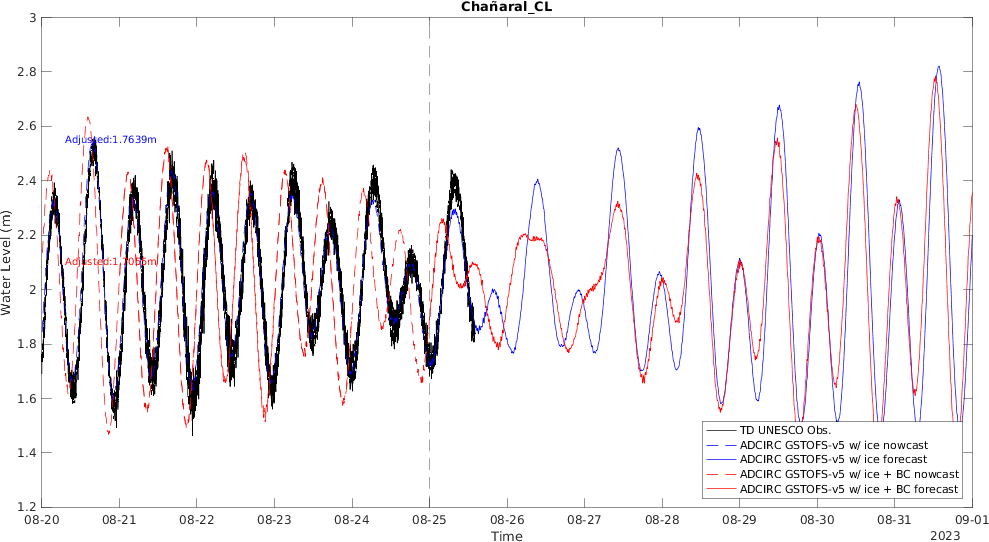 Chañaral_CL
3
2.8
2.6
2.4
2.2
2
1.8
1.6
1.4
1.2
Water Level (m)
Adjusted:1.7639m
TD UNESCO Obs.
ADCIRC GSTOFS-v5 w/ ice nowcast
ADCIRC GSTOFS-v5 w/ ice forecast
ADCIRC GSTOFS-v5 w/ ice + BC nowcast
ADCIRC GSTOFS-v5 w/ ice + BC forecast
08-20 08-21 08-22 08-23 08-24 08-25 08-26 08-27 08-28 08-29 08-30 08-31 09-01
Time
2023